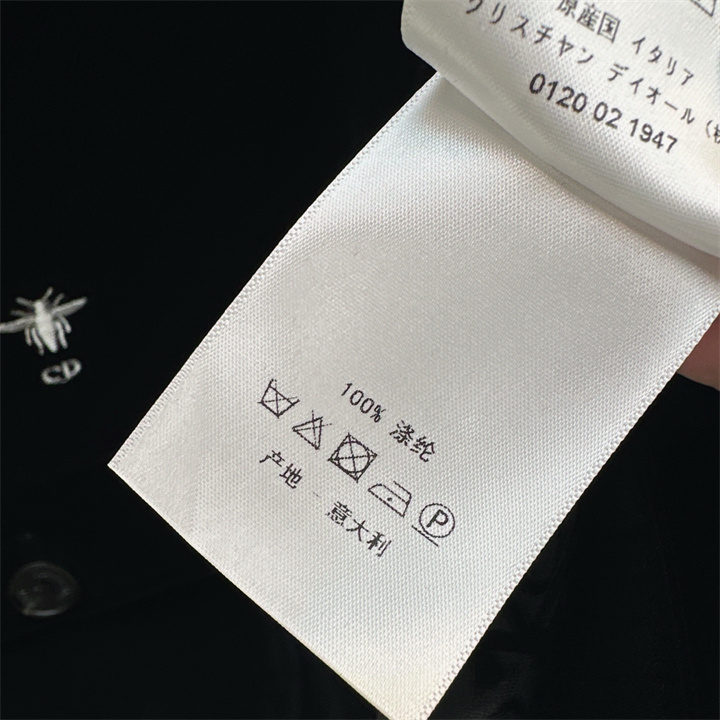 原産国 イタリア
クリスチャン デイオール
0120 02 1947
100% 涤纶
P
产地 - 意大利
CD